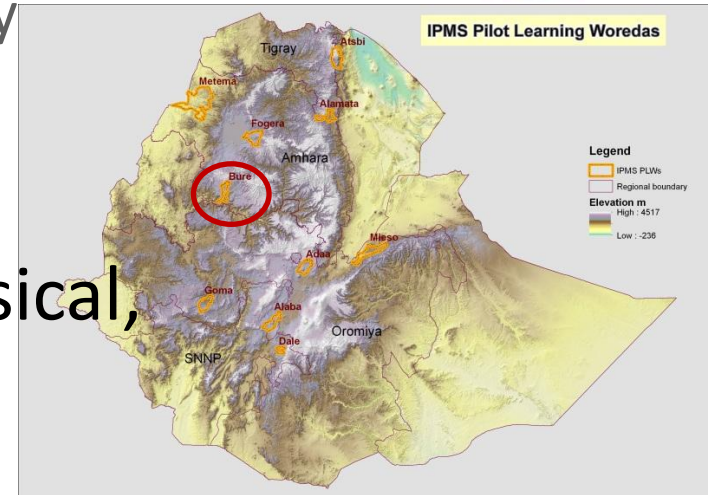 y
IPMS Pilot Learning Woredas
Tigray
Atsbi
Metema
Alamata
Fogera
Amhara
Legend
IPMS PLWs
Regional boundary
Elevation m
High : 4517
Low : -236
Bure
Mieso
Adaa
sical,
Goma
Alaba
Oromiya
Dale
SNNP